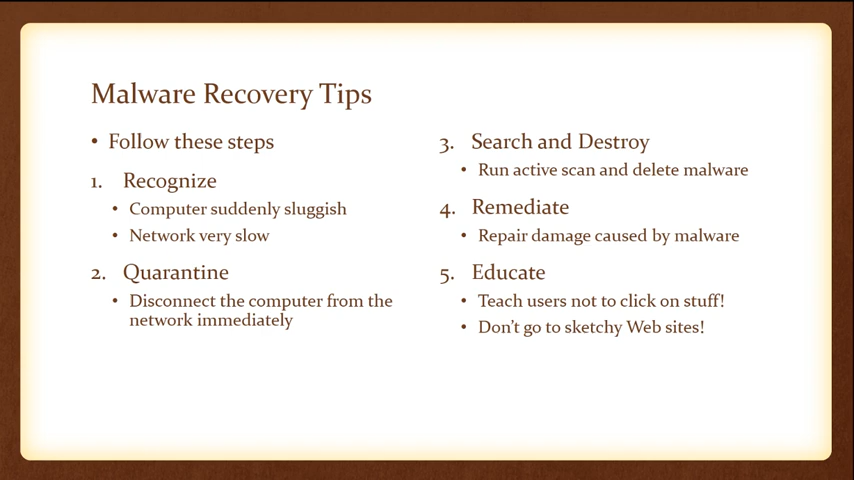 Malware Recovery Tips
• Follow these steps
1. Recognize
• Computer suddenly sluggish
• Network very slow
2. Quarantine
• Disconnect the computer from the
network immediately
3. Search and Destroy
• Run active scan and delete malware
4. Remediate
• Repair damage caused by malware
5. Educate
• Teach users not to click on stuff!
• Don’t go to sketchy Web sites!